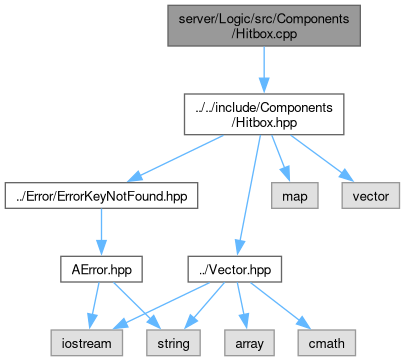 server/Logic/src/Components
/Hitbox.cpp
../../include/Components
/Hitbox.hpp
../Error/ErrorKeyNotFound.hpp
map
vector
AError.hpp
../Vector.hpp
iostream
string
array
cmath